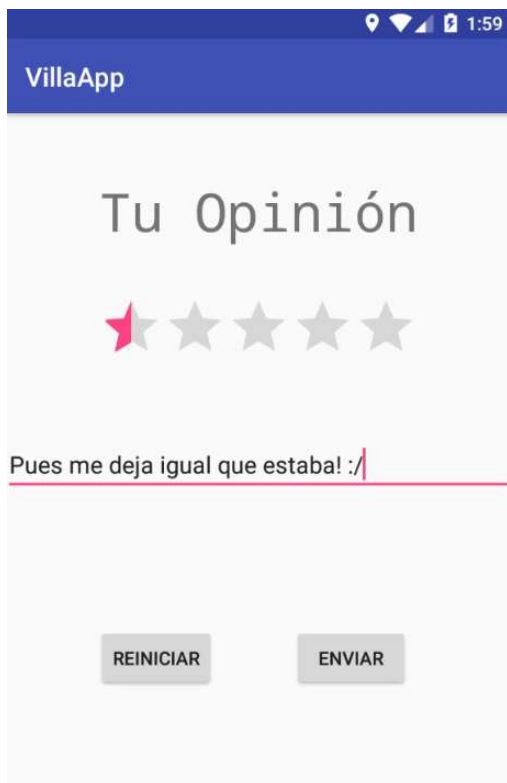 1:59
VillaApp
Tu Opinión
Pues me deja igual que estaba! :/
REINICIAR ENVIAR